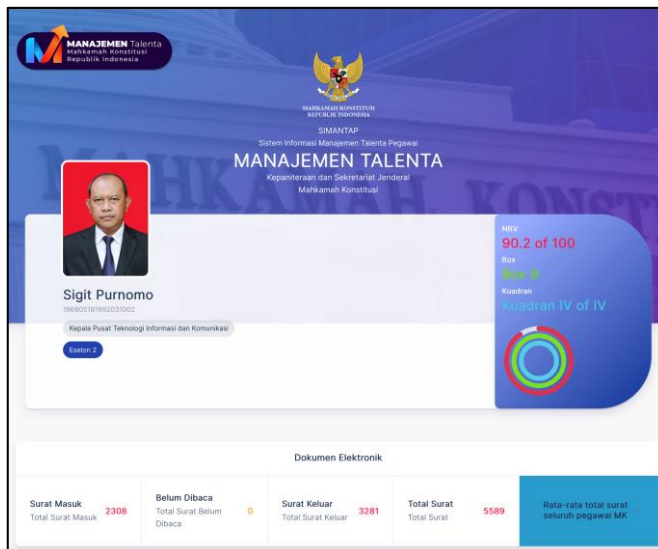 MANAJEMEN Talenta
Mahkamah Konstitusi
Republik Indonesia
MAHKAMAH KONSTITUSI
REPUBLIK INDONESIA
SIMANTAP
Sistem Informasi Manajemen Talenta Pegawai
MANAJEMEN TALENTA
Kepaniteraan dan Sekretariat Jenderal
Mahkamah Konstitusi
MAHKAMAH KONST
NBV
90.2 of 100
Box
Box 9
Kuadran
Kuadran IV of IV
Sigit Purnomo
196805181992031002
Kepala Pusat Teknologi Informasi dan Komunikasi
Eselon 2
Dokumen Elektronik
Surat Masuk
Total Surat Masuk
2308
Belum Dibaca
Total Surat Belum
Dibaca
0
Surat Keluar
Total Surat Keluar
3281
Total Surat
Total Surat
5589
Rata-rata total surat
seluruh pegawai MK